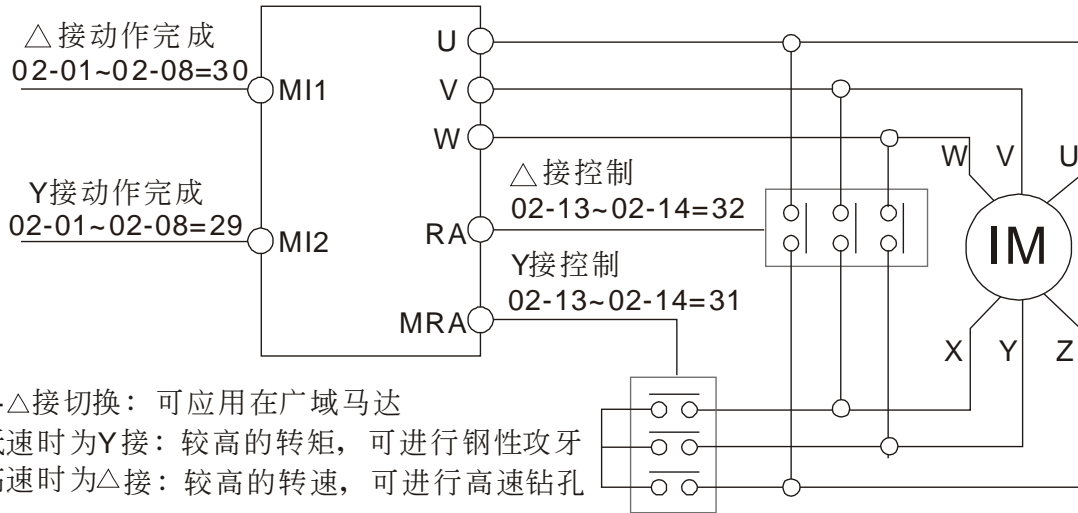 △接动作完成
02-01~02-08=30
MI1
Y接动作完成
02-01~02-08=29
MI2
U
V
W
RA
MRA
△接控制
02-13~02-14=32
Y接控制
02-13~02-14=31
W V U
IM
X Y Z
-△接切换：可应用在广域马达
低速时为Y接：较高的转矩，可进行钢性攻牙
高速时为△接：较高的转速，可进行高速钻孔